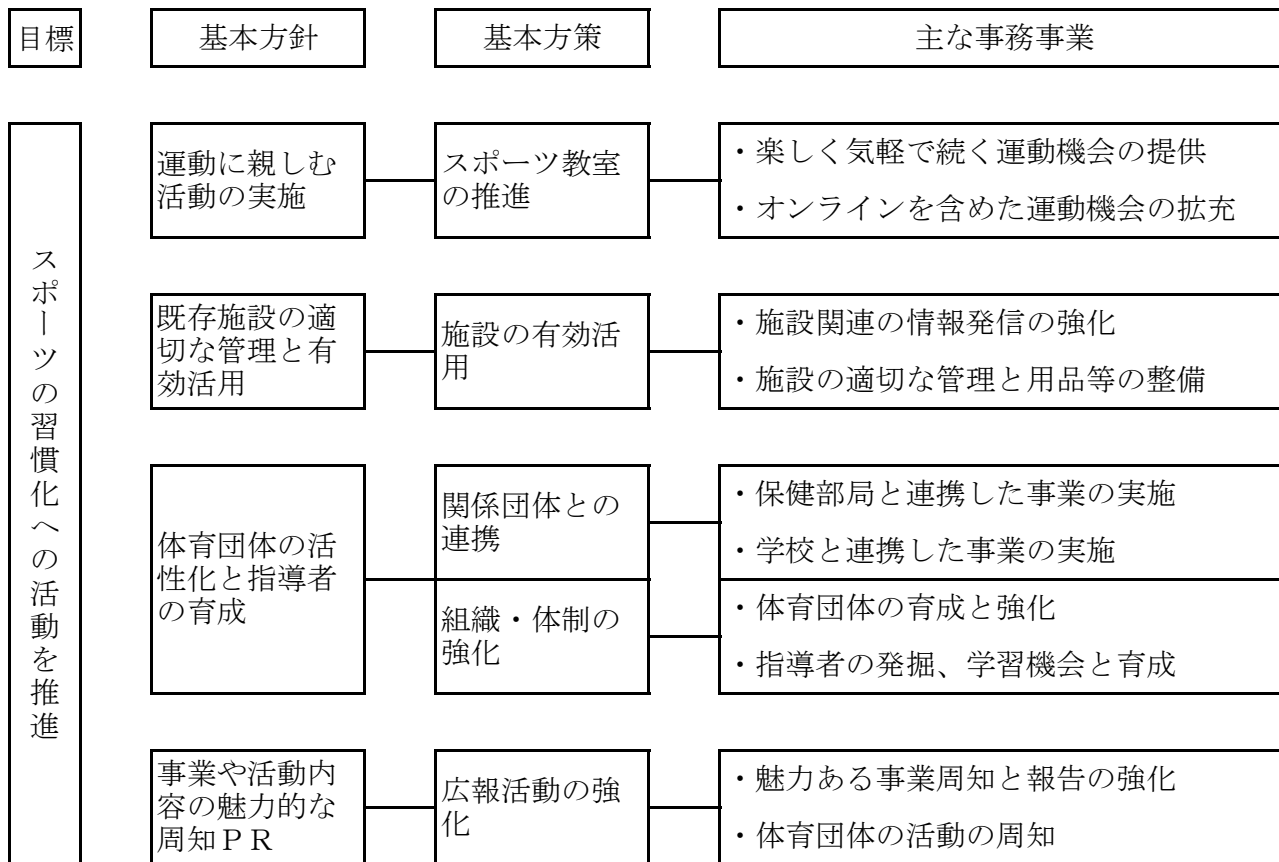 目標
基本方針
基本方策
主な事務事業
スポーツの習慣化への活動を推進
運動に親しむ
活動の実施
スポーツ教室
の推進
・楽しく気軽で続く運動機会の提供
・オンラインを含めた運動機会の拡充
既存施設の適
切な管理と有
効活用
施設の有効活
用
・施設関連の情報発信の強化
・施設の適切な管理と用品等の整備
体育団体の活
性化と指導者
の育成
関係団体との
連携
・保健部局と連携した事業の実施
・学校と連携した事業の実施
組織・体制の
強化
・体育団体の育成と強化
・指導者の発掘、学習機会と育成
事業や活動内
容の魅力的な
周知ＰＲ
広報活動の強
化
・魅力ある事業周知と報告の強化
・体育団体の活動の周知